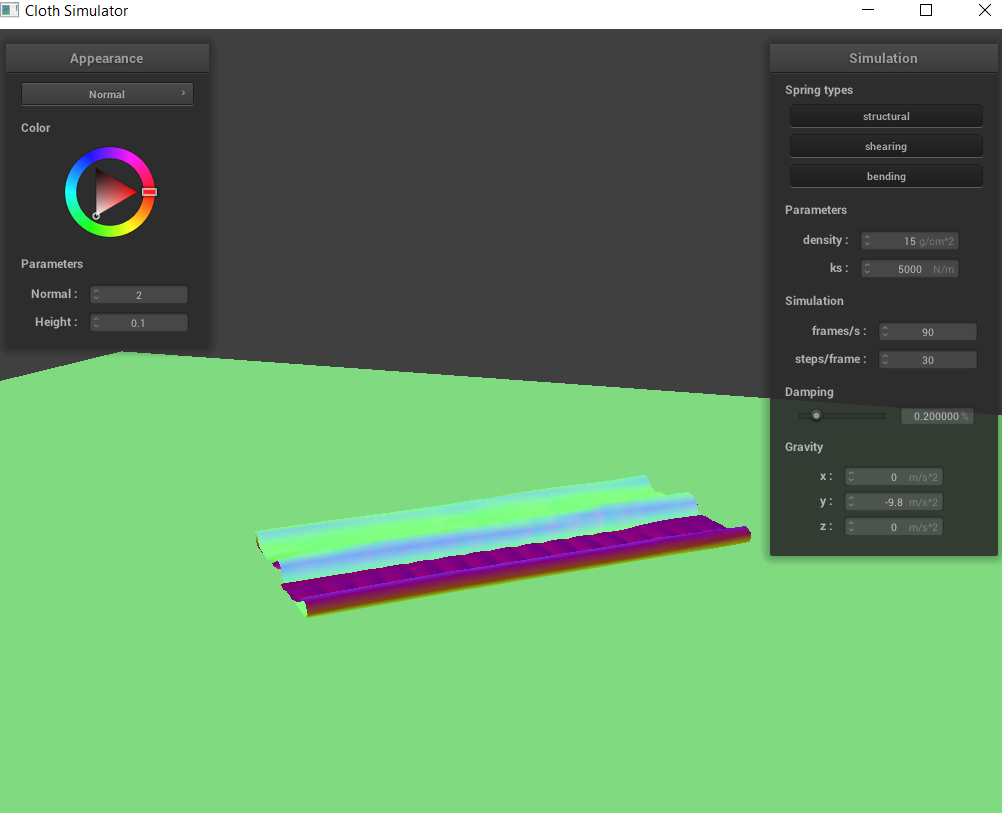 Cloth Simulator
Appearance
Normal
Color
Parameters
Normal : 2
Height : 0.1
Simulation
Spring types
structural
shearing
bending
Parameters
density : 15 g/cm^2
ks : 5000 N/m
Simulation
frames/s : 90
steps/frame : 30
Damping
0.200000 %
Gravity
x : 0 m/s^2
y : -9.8 m/s^2
z : 0 m/s^2